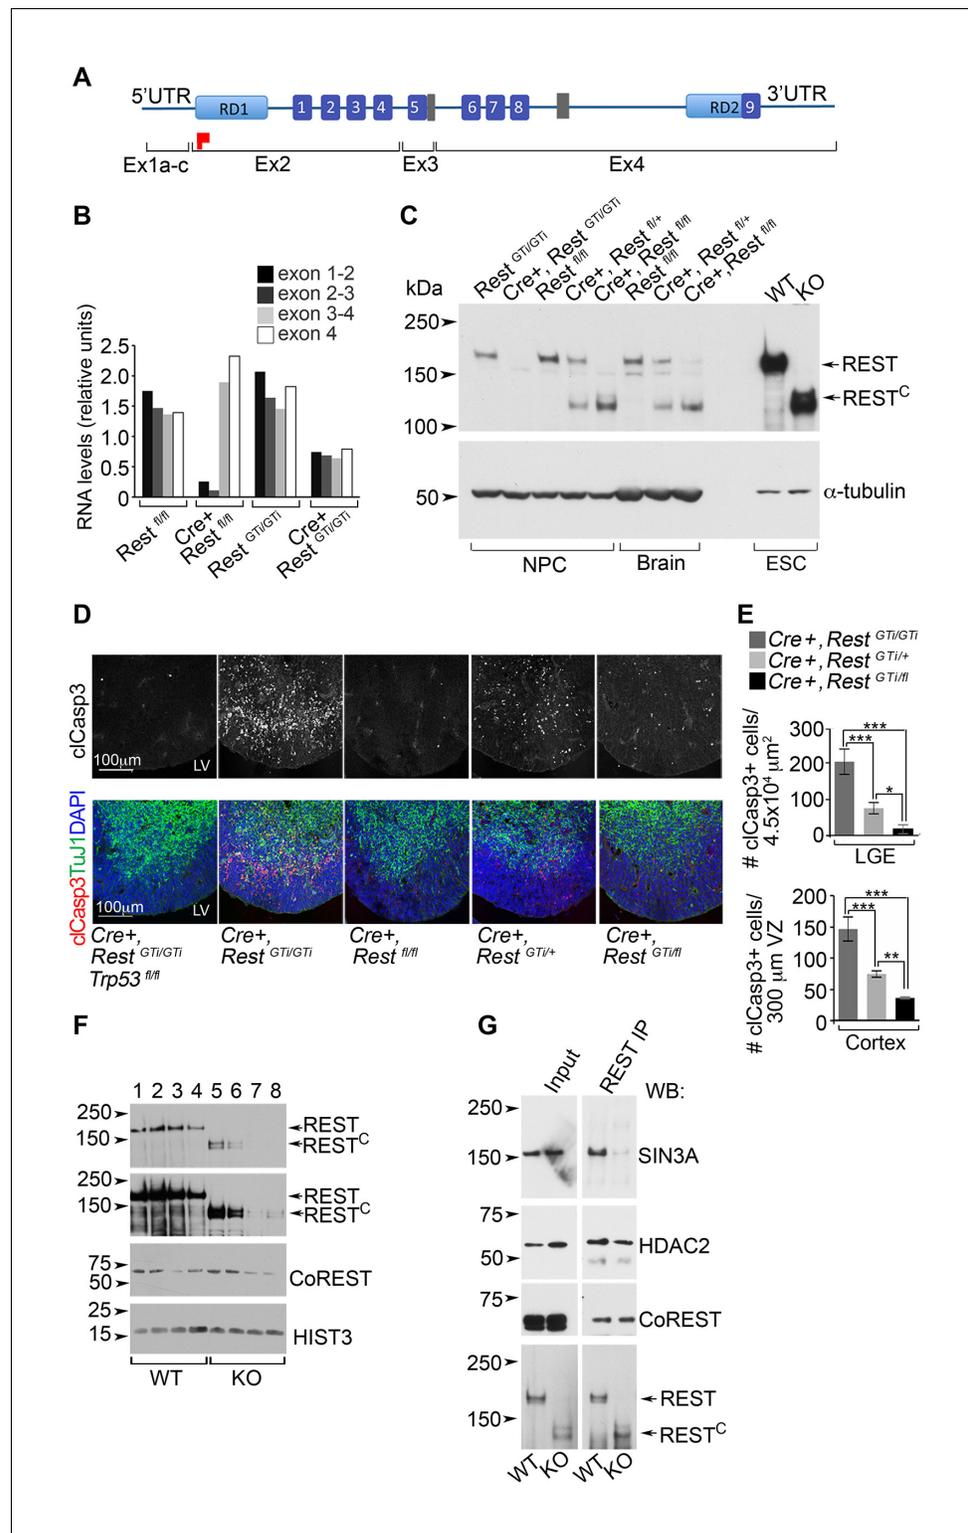 A
5'UTR RD1 1 2 3 4 5 6 7 8 RD2 9 3'UTR
Ex1a-c Ex2 Ex3 Ex4
B
exon 1-2
exon 2-3
exon 3-4
exon 4
RNA levels (relative units)
2.5
2.0
1.5
1.0
0.5
0
Rest fl/fl
Cre+ Rest fl/fl
Rest GTi/GTi
Cre+ Rest GTi/GTi
C
Rest GTi/GTi
Cre+, Rest GTi/GTi
Rest fl/fl
Cre+, Rest fl/+
Cre+, Rest fl/fl
Rest fl/fl
Cre+, Rest fl/+
Cre+, Rest fl/fl
WT KO
kDa
250
150
100
50
REST
REST C
α-tubulin
NPC Brain ESC
D
clCasp3
100μm LV
clCasp3TuJ1DAPI
100μm LV
Cre+, Rest GTi/GTi Trp53 fl/fl
Cre+, Rest GTi/GTi
Cre+, Rest fl/fl
Cre+, Rest GTi/+
Cre+, Rest GTi/fl
E
Cre+, Rest GTi/GTi
Cre+, Rest GTi/+
Cre+, Rest GTi/fl
# clCasp3+ cells/
4.5x10⁴ μm²
300
200
100
0
***
***
*
LGE
# clCasp3+ cells/
300 μm VZ
200
150
100
50
0
***
***
**
Cortex
F
1 2 3 4 5 6 7 8
250
150
REST
REST C
250
150
REST
REST C
75
50
CoREST
25
15
HIST3
WT KO
G
Input REST IP WB:
250
150
SIN3A
75
50
HDAC2
75
CoREST
250
150
REST
REST C
WT KO WT KO